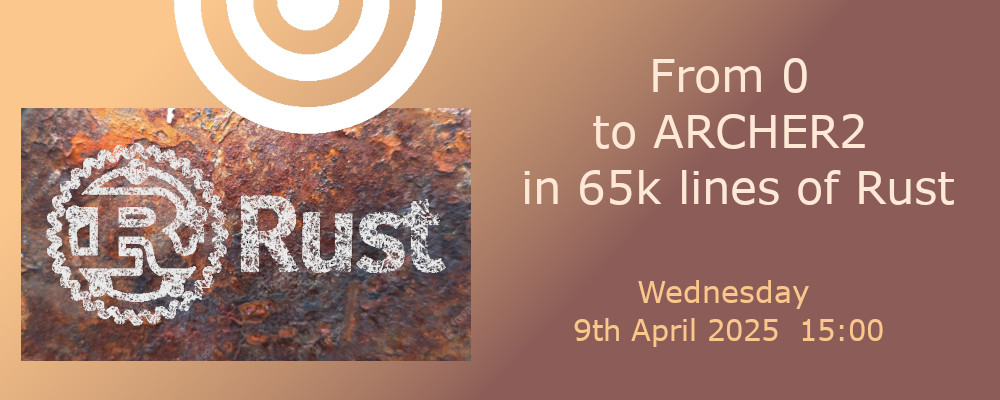 R Rust
From 0
to ARCHER2
in 65k lines of Rust
Wednesday
9th April 2025  15:00